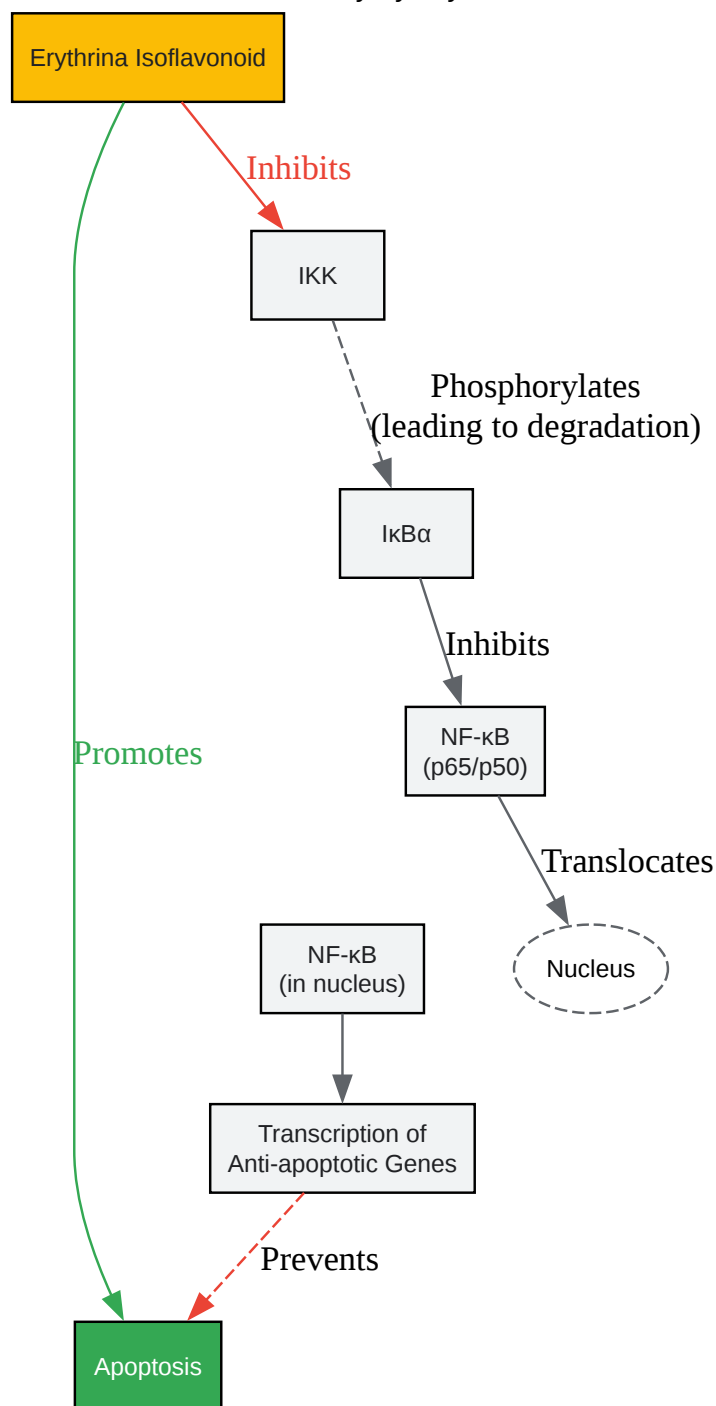 Erythrina Isoflavonoid
Inhibits
IKK
Phosphorylates
(leading to degradation)
IκBα
Inhibits
NF-κB
(p65/p50)
Promotes
Translocates
NF-κB
(in nucleus)
Nucleus
Transcription of
Anti-apoptotic Genes
Prevents
Apoptosis